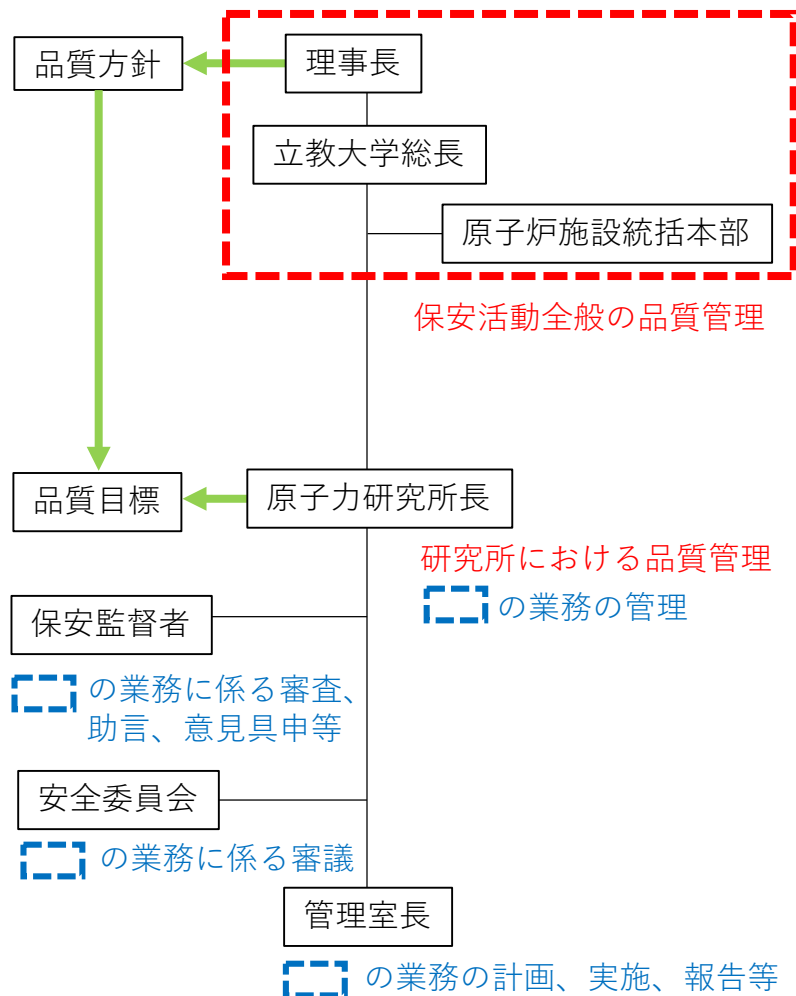 品質方針
理事長
立教大学総長
原子炉施設統括本部
保安活動全般の品質管理
品質目標
原子力研究所長
研究所における品質管理
の業務の管理
保安監督者
の業務に係る審査、
助言、意見具申等
安全委員会
の業務に係る審議
管理室長
の業務の計画、実施、報告等